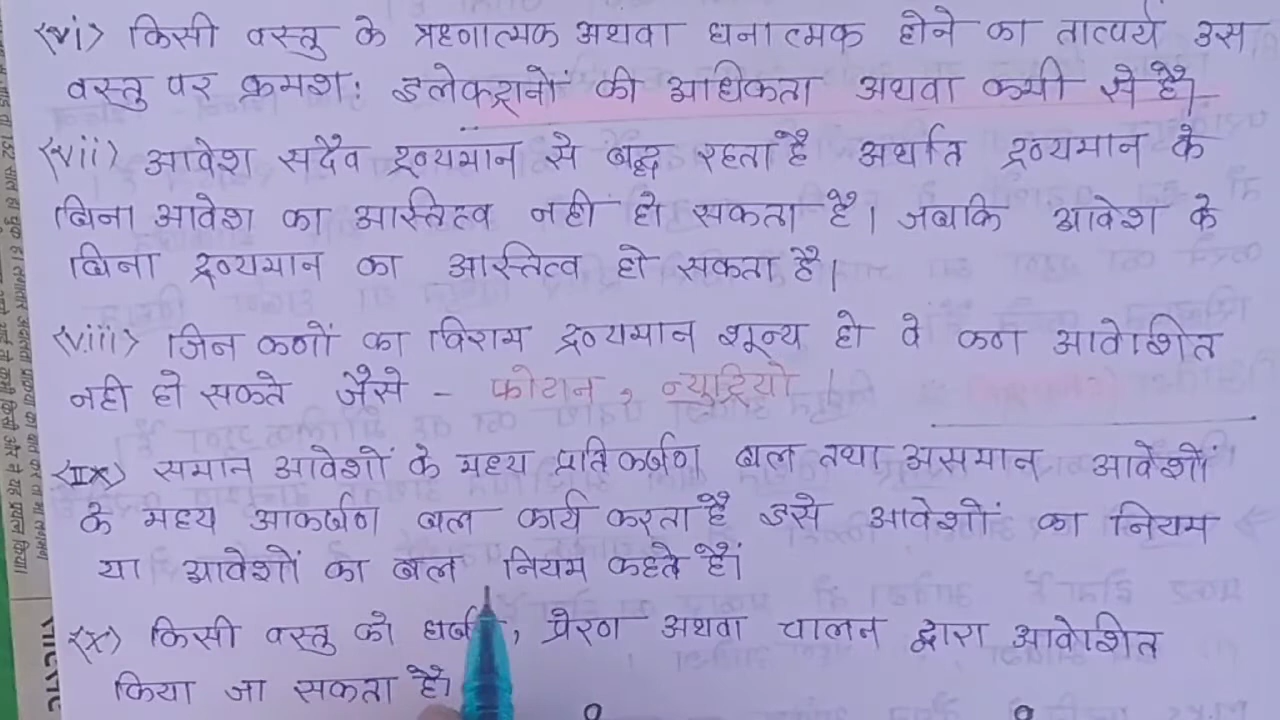 (vi) किसी वस्तु के ऋणात्मक अथवा धनात्मक होने का तात्पर्य उस
वस्तु पर क्रमश: इलेक्ट्रानों की अधिकता अथवा कमी से है।
(vii) आवेश सदैव द्रव्यमान से बद्ध रहता है अर्थात द्रव्यमान के
बिना आवेश का अस्तित्व नही हो सकता है। जबकि आवेश के
बिना द्रव्यमान का अस्तित्व हो सकता है।
(viii) जिन कणों का विराम द्रव्यमान शून्य हो वे कण आवेशित
नही हो सकते जैसे - फोटान, न्युट्रियो।
(Ix) समान आवेशों के मध्य प्रतिकर्षण बल तथा असमान आवेशों
के मध्य आकर्षण बल कार्य करता है इसे आवेशों का नियम
या आवेशों का बल नियम कहते हैं।
(x) किसी वस्तु को घर्षण, प्रेरण अथवा चालन द्वारा आवेशित
किया जा सकता है।